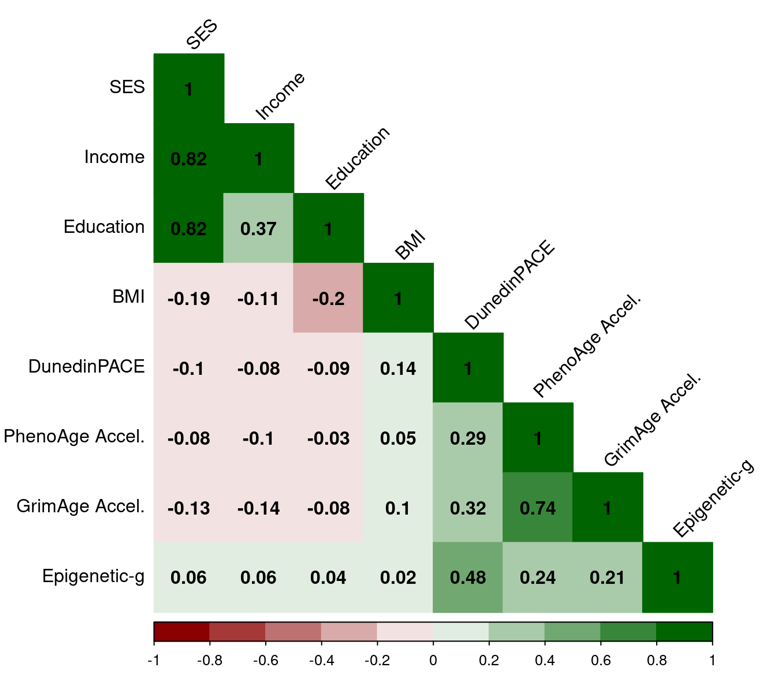 SES
SES 1
Income
Income 0.82 1
Education
Education 0.82 0.37 1
BMI
BMI -0.19 -0.11 -0.2 1
DunedinPACE
DunedinPACE -0.1 -0.08 -0.09 0.14 1
PhenoAge Accel.
PhenoAge Accel. -0.08 -0.1 -0.03 0.05 0.29 1
GrimAge Accel.
GrimAge Accel. -0.13 -0.14 -0.08 0.1 0.32 0.74 1
Epigenetic-g
Epigenetic-g 0.06 0.06 0.04 0.02 0.48 0.24 0.21 1
-1 -0.8 -0.6 -0.4 -0.2 0 0.2 0.4 0.6 0.8 1